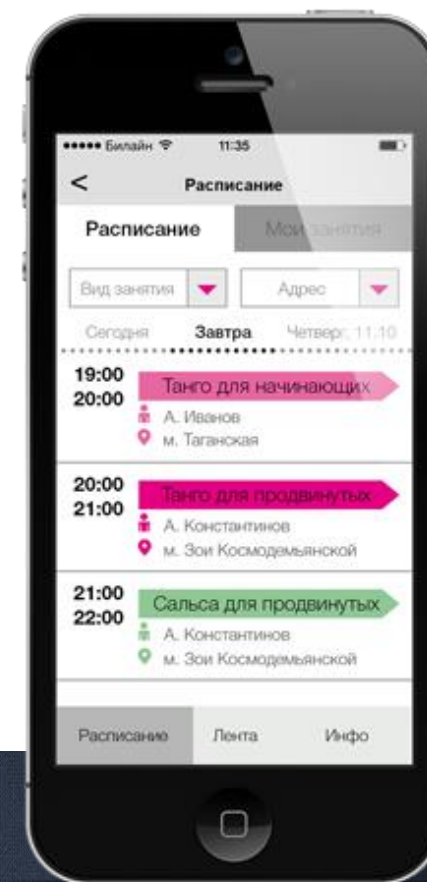 Билайн 11:35
< Расписание
Расписание Мои занятия
Вид занятия Адрес
Сегодня Завтра Четверг, 11.10
19:00 Танго для начинающих
20:00 А. Иванов
м. Таганская
20:00 Танго для продвинутых
21:00 А. Константинов
м. Зои Космодемьянской
21:00 Сальса для продвинутых
22:00 А. Константинов
м. Зои Космодемьянской
Расписание Лента Инфо